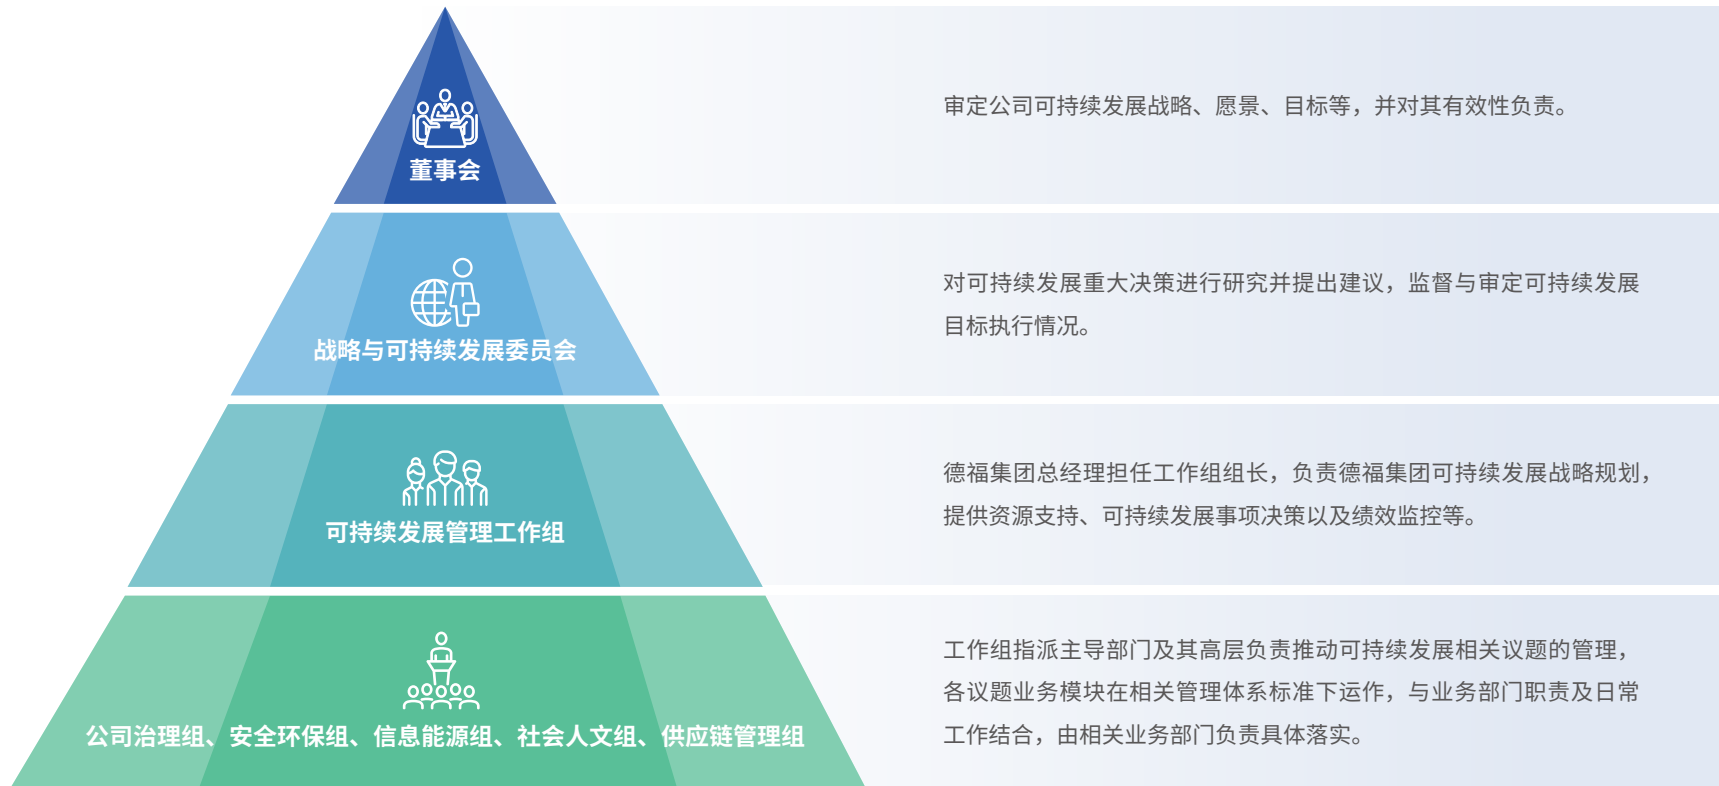 董事会
审定公司可持续发展战略、愿景、目标等，并对其有效性负责。
战略与可持续发展委员会
对可持续发展重大决策进行研究并提出建议，监督与审定可持续发展
目标执行情况。
可持续发展管理工作组
德福集团总经理担任工作组组长，负责德福集团可持续发展战略规划，
提供资源支持、可持续发展事项决策以及绩效监控等。
公司治理组、安全环保组、信息能源组、社会人文组、供应链管理组
工作组指派主导部门及其高层负责推动可持续发展相关议题的管理，
各议题业务模块在相关管理体系标准下运作，与业务部门职责及日常
工作结合，由相关业务部门负责具体落实。